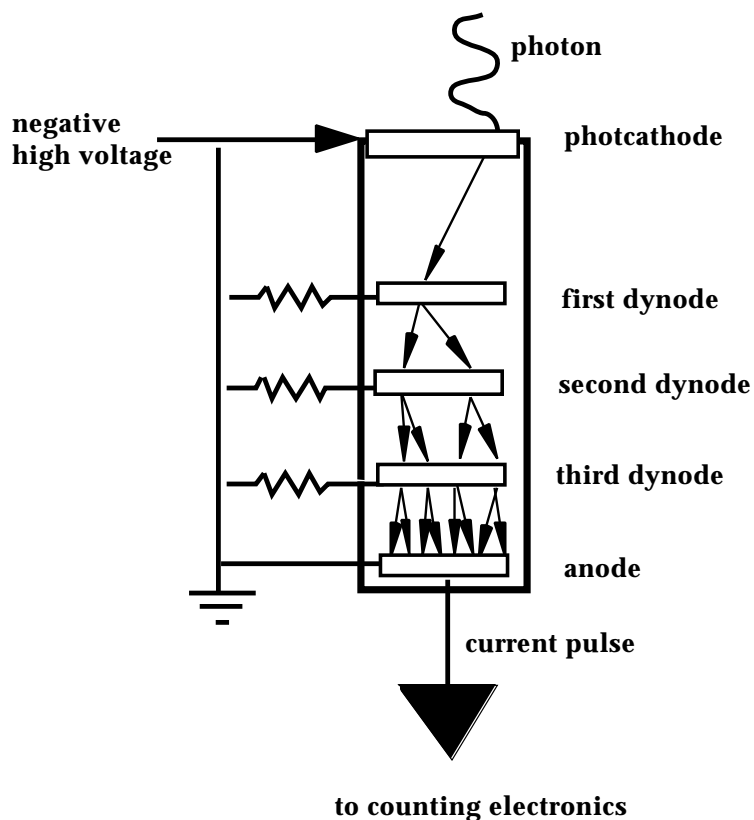 photon
negative
high voltage
photcathode
first dynode
second dynode
third dynode
anode
current pulse
to counting electronics